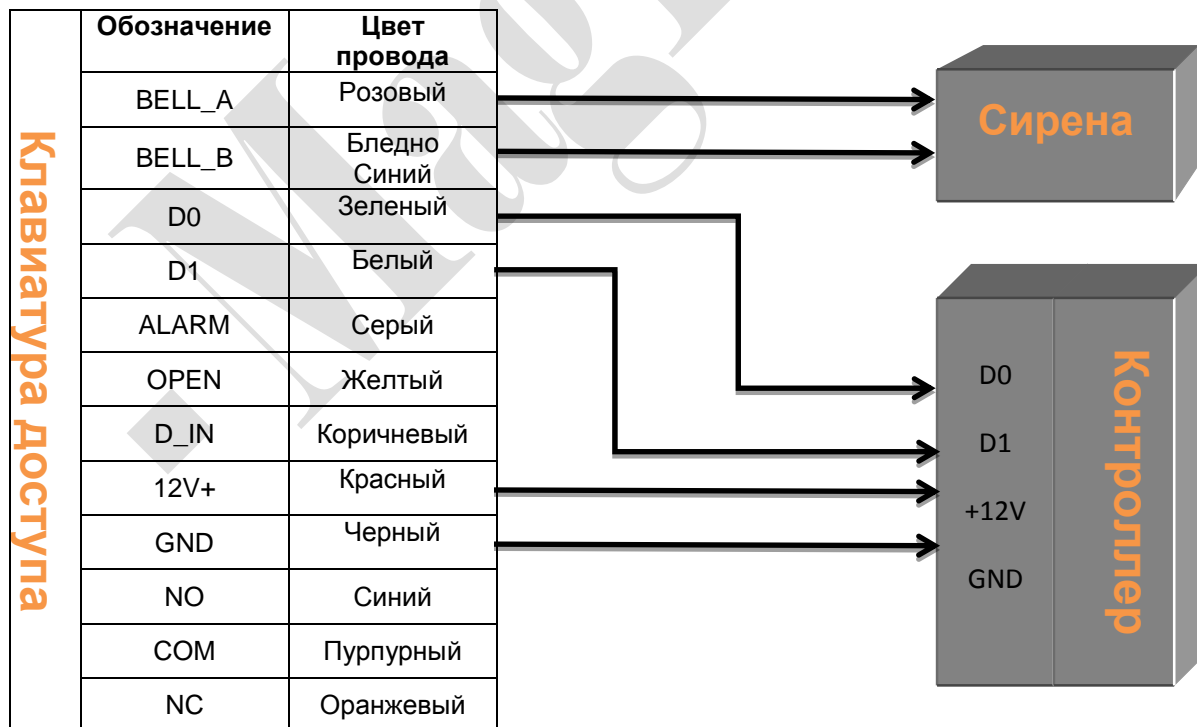 Клавиатура доступа
Обозначение Цвет
провода
BELL_A Розовый
BELL_B Бледно
Синий
D0 Зеленый
D1 Белый
ALARM Серый
OPEN Желтый
D_IN Коричневый
12V+ Красный
GND Черный
NO Синий
COM Пурпурный
NC Оранжевый
Сирена
Контроллер
D0
D1
+12V
GND